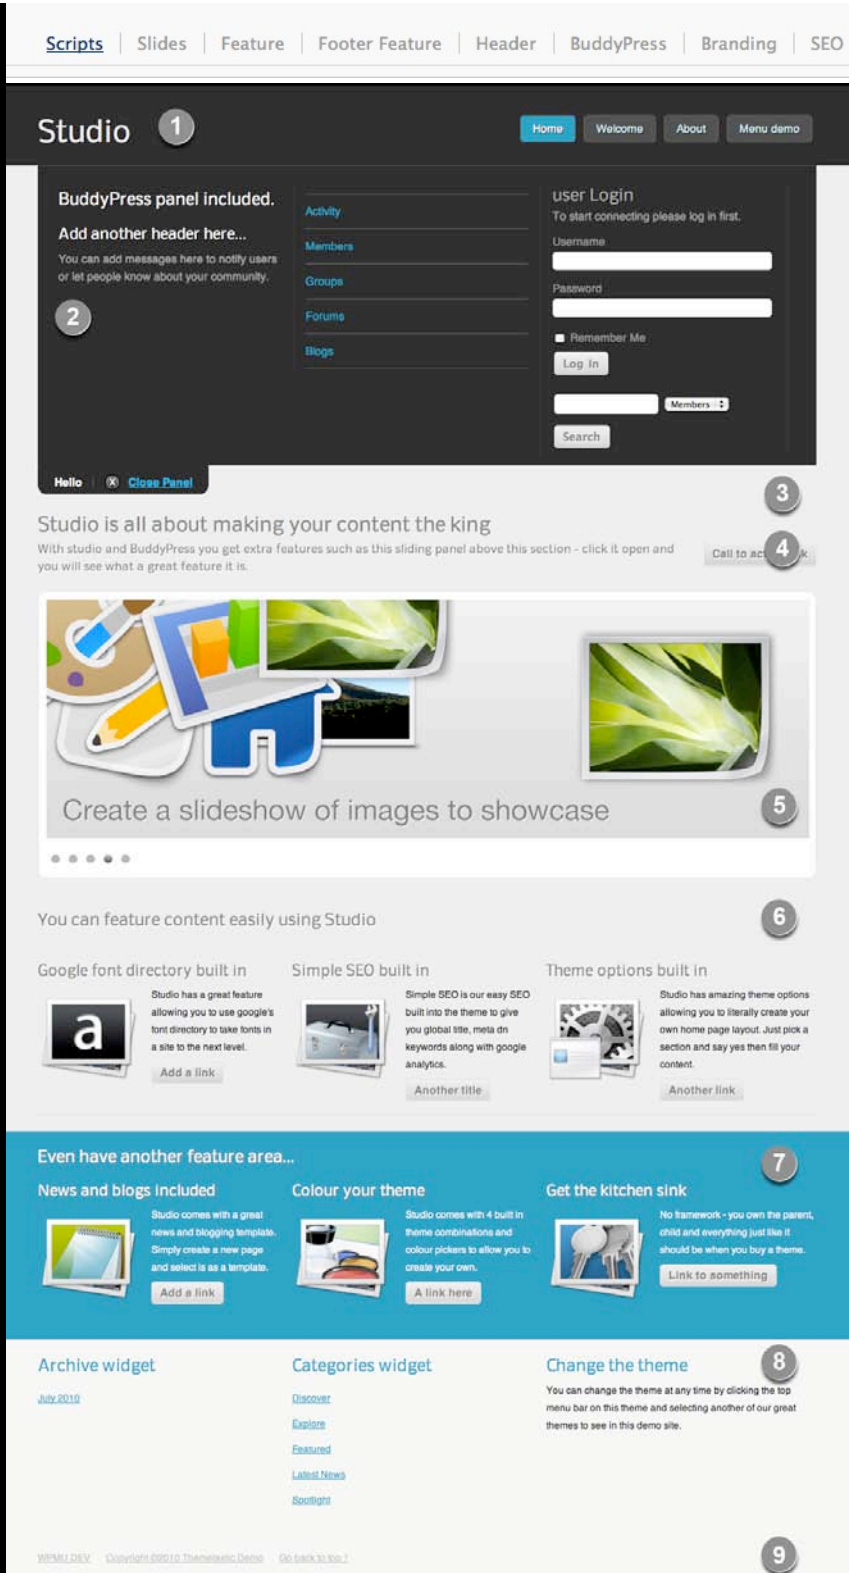 Scripts | Slides | Feature | Footer Feature | Header | BuddyPress | Branding | SEO
Studio 1
Home Welcome About Menu demo
BuddyPress panel included.
Add another header here...
You can add messages here to notify users
or let people know about your community.
2
Activity
Members
Groups
Forums
Blogs
user Login
To start connecting please log in first.
Username
Password
Remember Me
Log In
Members
Search
Hello | X Close Panel
3
Studio is all about making your content the king
With studio and BuddyPress you get extra features such as this sliding panel above this section - click it open and
you will see what a great feature it is.
Call to 4
Create a slideshow of images to showcase
5
You can feature content easily using Studio
6
Google font directory built in
a
Studio has a great feature
allowing you to use google's
font directory to take fonts in
a site to the next level.
Add a link
Simple SEO built in
Simple SEO is our easy SEO
built into the theme to give
you global title, meta dn
keywords along with google
analytics.
Another title
Theme options built in
Studio has amazing theme options
allowing you to literally create your
own home page layout. Just pick a
section and say yes then fill your
content.
Another link
Even have another feature area...
7
News and blogs included
Studio comes with a great
news and blogging template.
Simply create a new page
and select is as a template.
Add a link
Colour your theme
Studio comes with 4 built in
theme combinations and
colour pickers to allow you to
create your own.
A link here
Get the kitchen sink
No framework - you own the parent,
child and everything just like it
should be when you buy a theme.
Link to something
Archive widget
July 2010
Categories widget
Discover
Explore
Featured
Latest News
Spotlight
Change the theme
8
You can change the theme at any time by clicking the top
menu bar on this theme and selecting another of our great
themes to see in this demo site.
WPMU DEV Copyright ©2010 Themelastic Demo Go back to top ↑
9